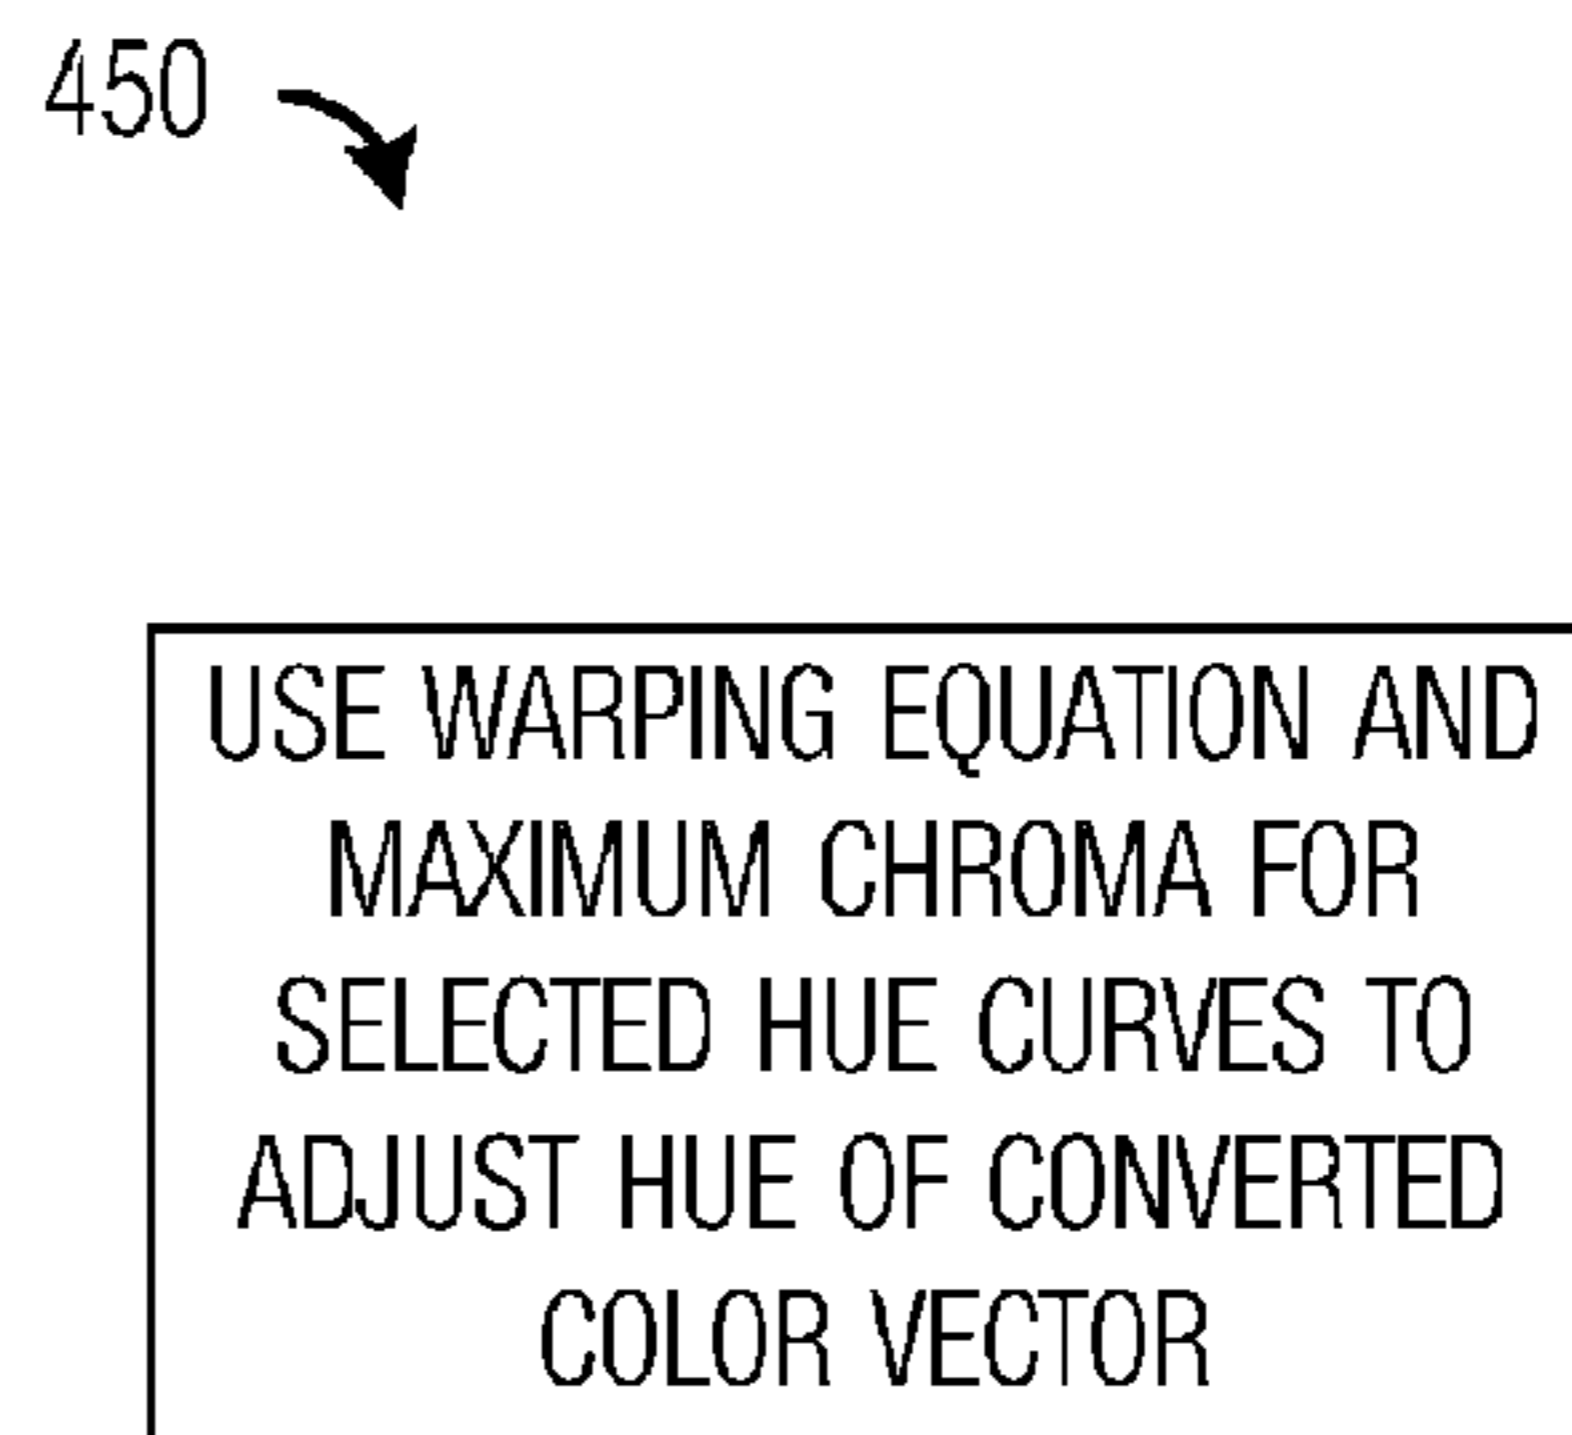 450
USE WARPING EQUATION AND
MAXIMUM CHROMA FOR
SELECTED HUE CURVES TO
ADJUST HUE OF CONVERTED
COLOR VECTOR